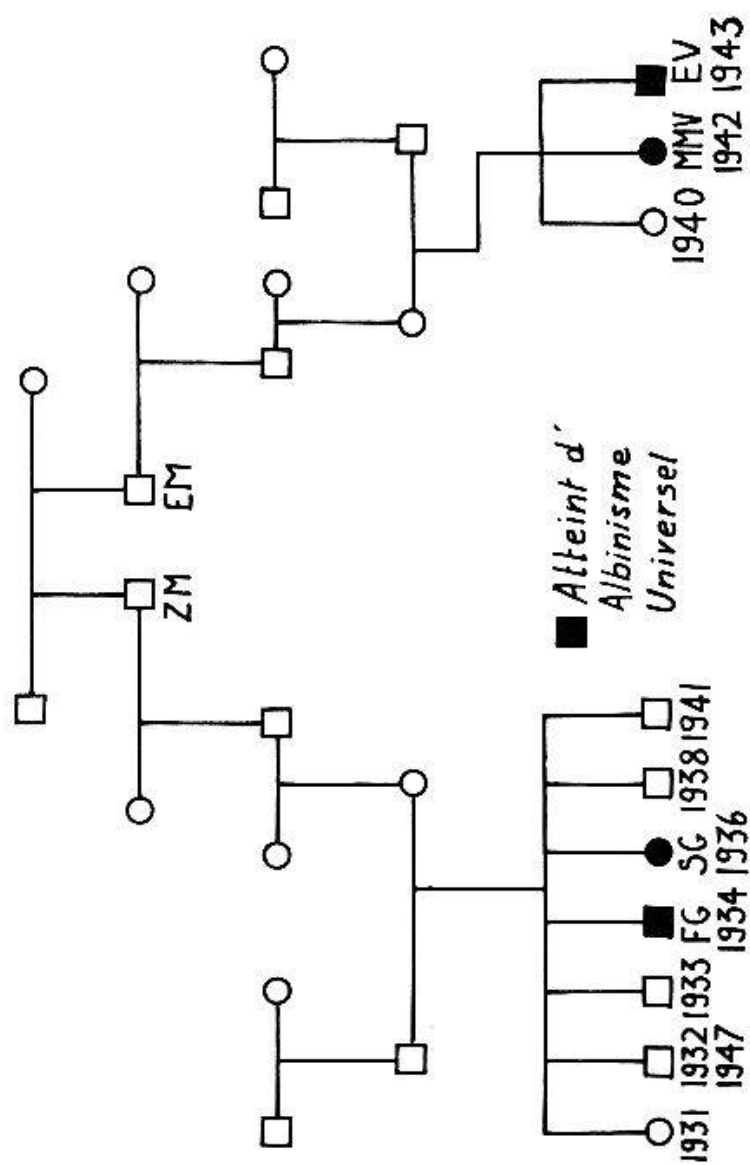 ZM
EM
Atteint d'
Albinisme
Universel
1931
1932
1947
1933
FG
1934
SG
1936
1938
1941
1940
MMV
1942
EV
1943